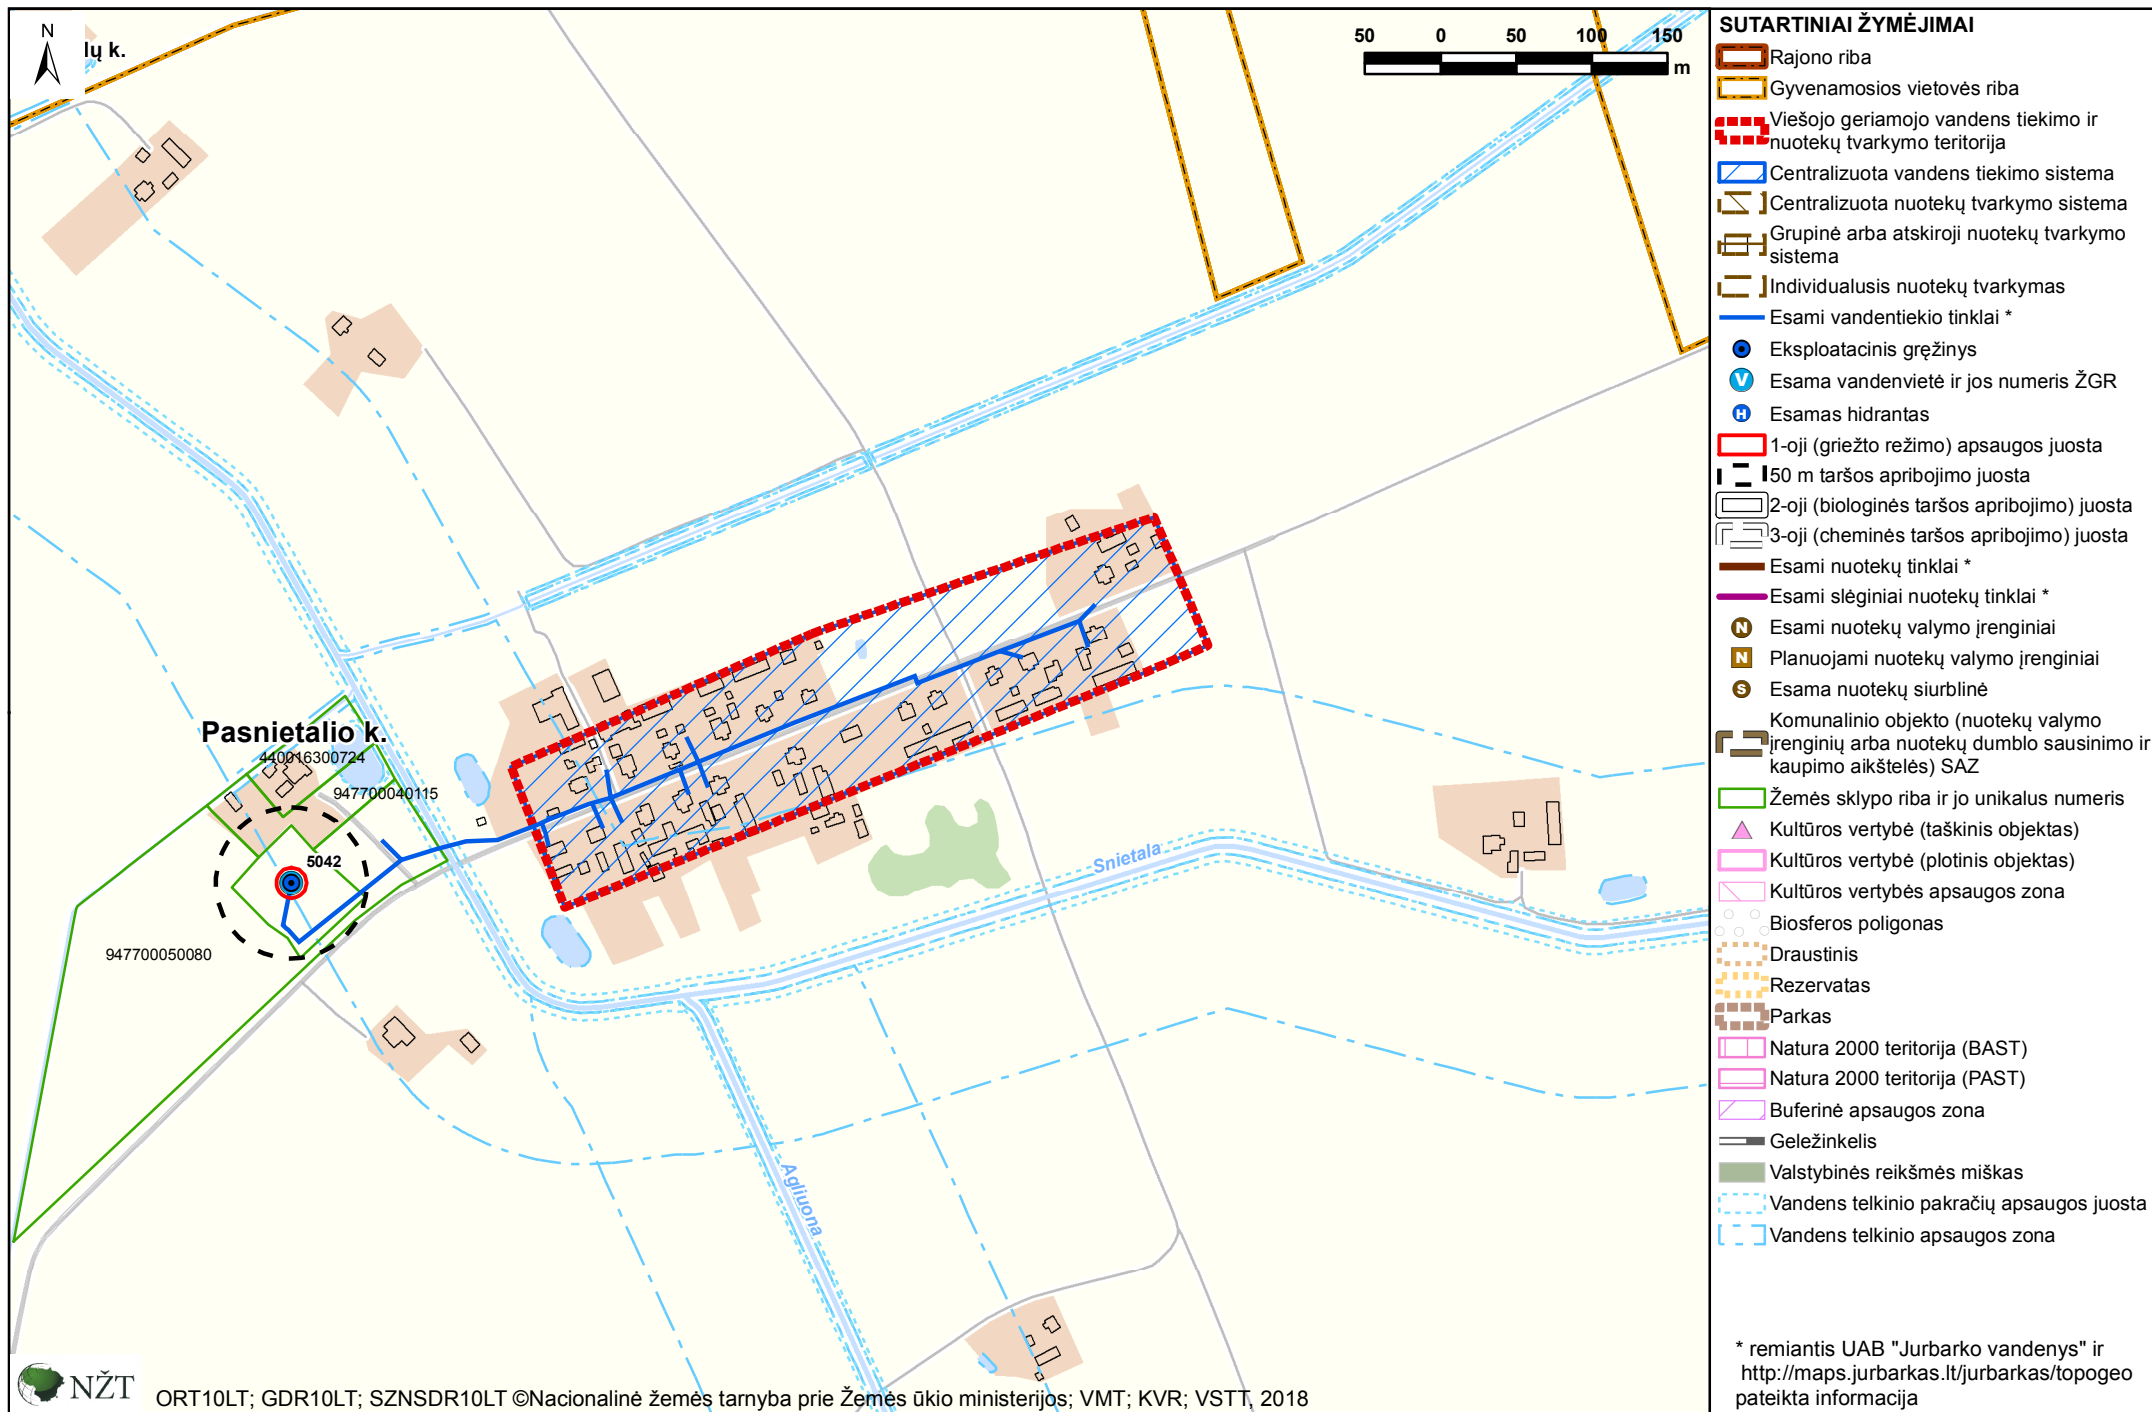 N
lų k.
50 0 50 100 150
m
Pasnietalio k.
440016300724
947700040115
5042
947700050080
Snietala
Agliuona
NŽT
ORT10LT; GDR10LT; SZNSDR10LT ©Nacionalinė žemės tarnyba prie Žemės ūkio ministerijos; VMT; KVR; VSTT, 2018
SUTARTINIAI ŽYMĖJIMAI
Rajono riba
Gyvenamosios vietovės riba
Viešojo geriamojo vandens tiekimo ir
nuotekų tvarkymo teritorija
Centralizuota vandens tiekimo sistema
Centralizuota nuotekų tvarkymo sistema
Grupinė arba atskiroji nuotekų tvarkymo
sistema
Individualusis nuotekų tvarkymas
Esami vandentiekio tinklai *
Eksploatacinis gręžinys
V Esama vandenvietė ir jos numeris ŽGR
H Esamas hidrantas
1-oji (griežto režimo) apsaugos juosta
50 m taršos apribojimo juosta
2-oji (biologinės taršos apribojimo) juosta
3-oji (cheminės taršos apribojimo) juosta
Esami nuotekų tinklai *
Esami slėginiai nuotekų tinklai *
N Esami nuotekų valymo įrenginiai
N Planuojami nuotekų valymo įrenginiai
S Esama nuotekų siurblinė
Komunalinio objekto (nuotekų valymo
įrenginių arba nuotekų dumblo sausinimo ir
kaupimo aikštelės) SAZ
Žemės sklypo riba ir jo unikalus numeris
Kultūros vertybė (taškinis objektas)
Kultūros vertybė (plotinis objektas)
Kultūros vertybės apsaugos zona
Biosferos poligonas
Draustinis
Rezervatas
Parkas
Natura 2000 teritorija (BAST)
Natura 2000 teritorija (PAST)
Buferinė apsaugos zona
Geležinkelis
Valstybinės reikšmės miškas
Vandens telkinio pakračių apsaugos juosta
Vandens telkinio apsaugos zona
* remiantis UAB "Jurbarko vandenys" ir
http://maps.jurbarkas.lt/jurbarkas/topogeo
pateikta informacija